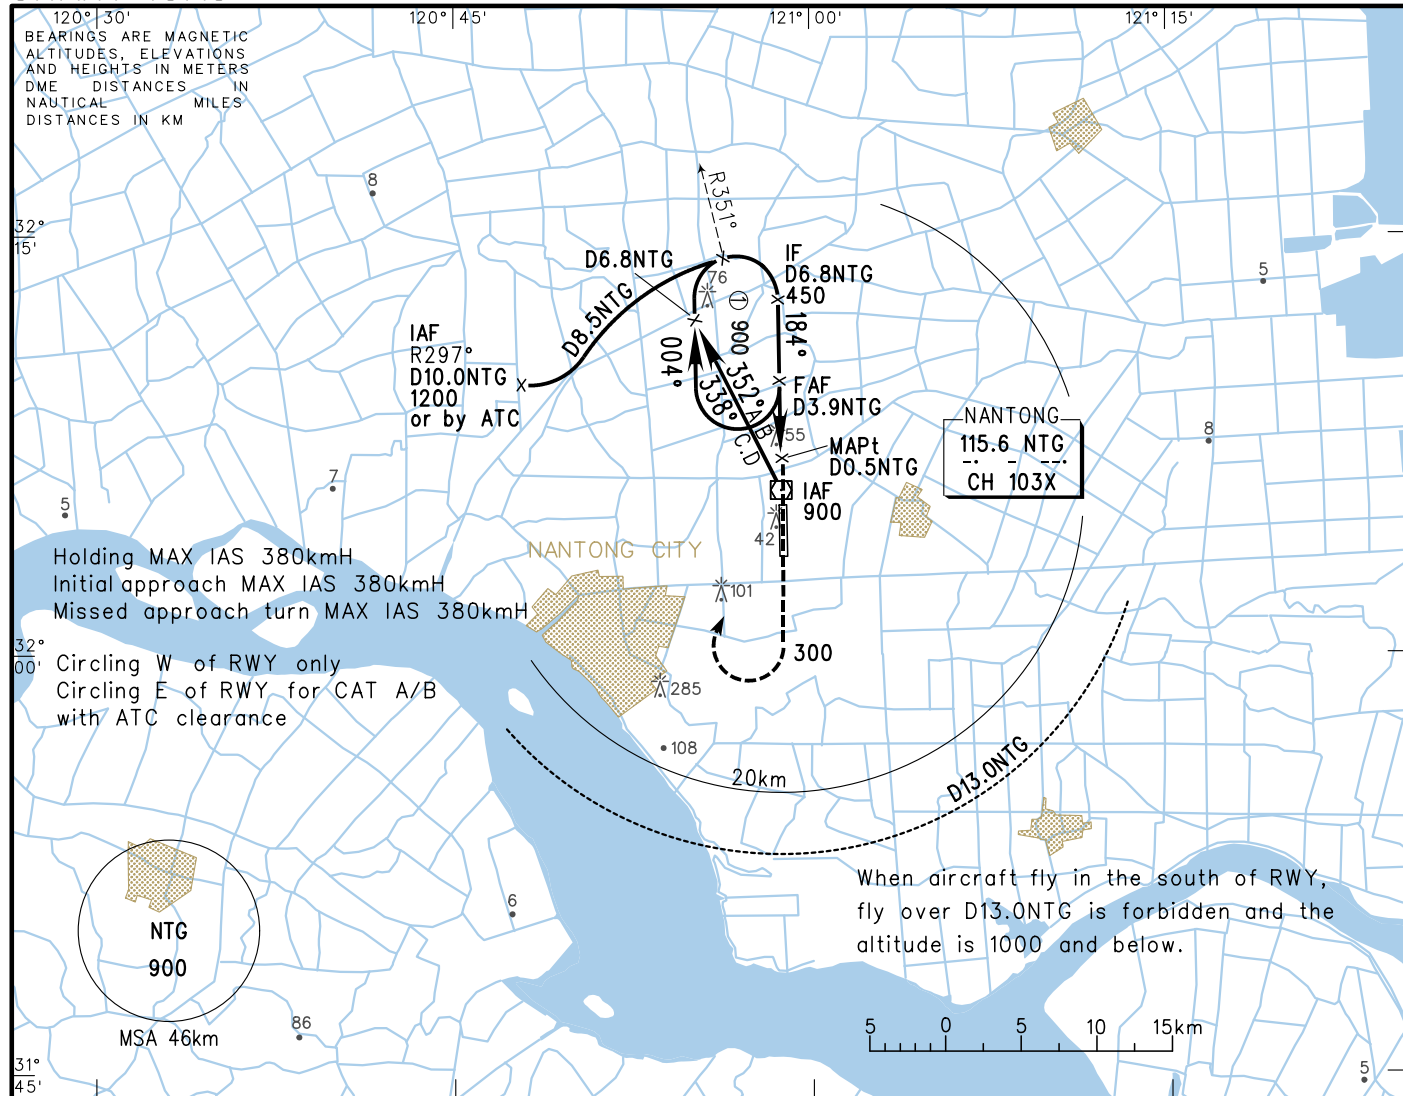 120° 30'
120° 45'
121° 00'
121° 15'
BEARINGS ARE MAGNETIC
ALTITUDES, ELEVATIONS
AND HEIGHTS IN METERS
DME DISTANCES IN
NAUTICAL MILES
DISTANCES IN KM
8
R351°
32°
15'
D6.8NTG
IF
D6.8NTG
450
5
76
① 900
184°
D8.5NTG
IAF
R297°
D10.0NTG
1200
or by ATC
004°
352° A.B
338° C.D
FAF
D3.9NTG
55
MAPt
D0.5NTG
NANTONG
115.6 NTG
CH 103X
8
7
5
IAF
900
42
NANTONG CITY
Holding MAX IAS 380kmH
Initial approach MAX IAS 380kmH
Missed approach turn MAX IAS 380kmH
101
32°
00'
300
Circling W of RWY only
Circling E of RWY for CAT A/B
with ATC clearance
285
108
20km
D13.0NTG
When aircraft fly in the south of RWY,
fly over D13.0NTG is forbidden and the
altitude is 1000 and below.
6
NTG
900
MSA 46km
86
5 0 5 10 15km
31°
45'
5